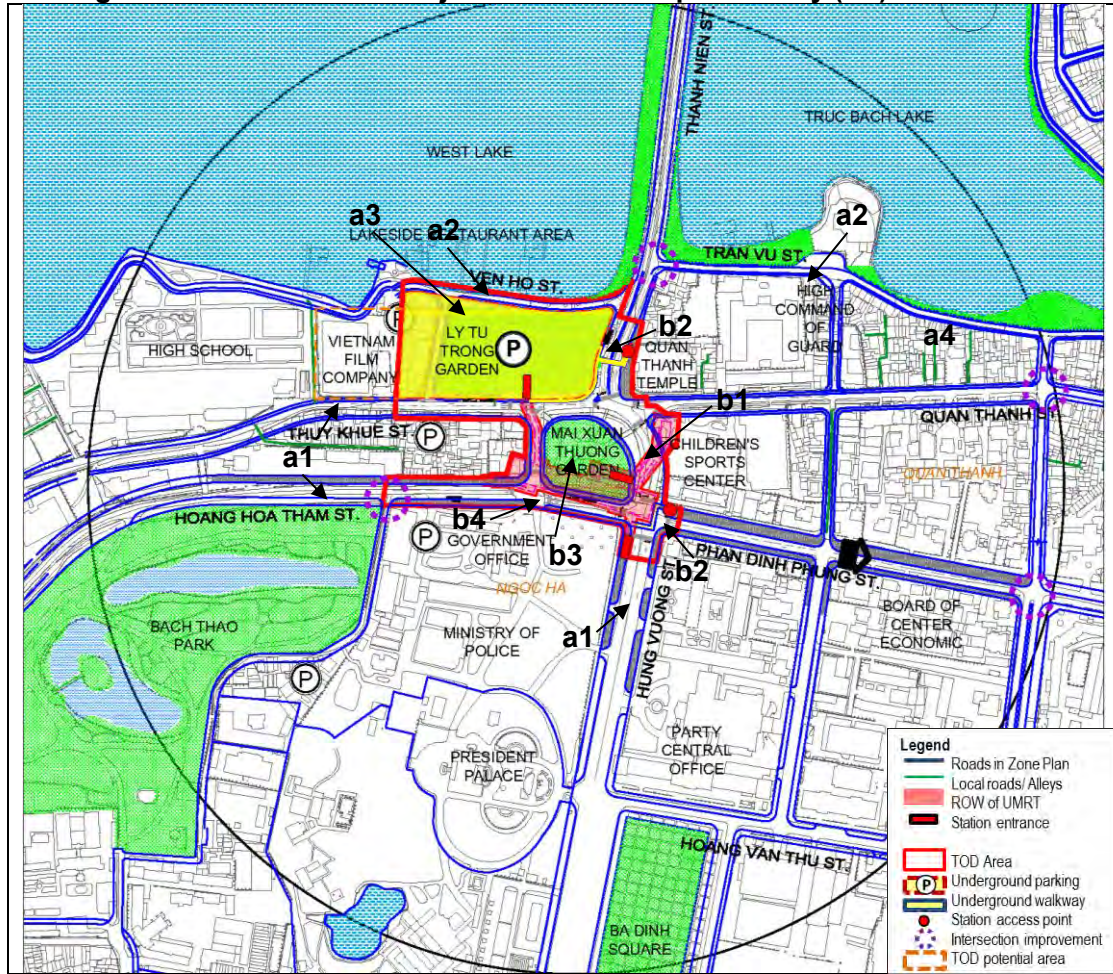 THANH NIEN ST.
TRUC BACH LAKE
WEST LAKE
a3
a2
LAKESIDE RESTAURANT AREA
a2
VEN HO ST.
TRAN VU ST.
HIGH
COMMAND
OF
GUARD
P
LY TU
TRONG
GARDEN
P
b2
QUAN
THANH
TEMPLE
a4
HIGH SCHOOL
VIETNAM
FILM
COMPANY
b1
QUAN THANH ST.
THUY KHUE ST
P
MAI XUAN
THUONG
GARDEN
CHILDREN'S
SPORTS
CENTER
QUAN THANH
a1
HOANG HOA THAM ST.
P
b4
GOVERNMENT
OFFICE
b3
b2
PHAN DINH PHUNG ST.
NGOC HA
a1
HUNG VUONG ST.
BOARD OF
CENTER
ECONOMIC
BACH THAO
PARK
MINISTRY OF
POLICE
P
PRESIDENT
PALACE
PARTY
CENTRAL
OFFICE
HOANG VAN THU ST.
BA DINH
SQUARE
Legend
Roads in Zone Plan
Local roads/ Alleys
ROW of UMRT
Station entrance
TOD Area
P Underground parking
Underground walkway
Station access point
Intersection improvement
TOD potential area